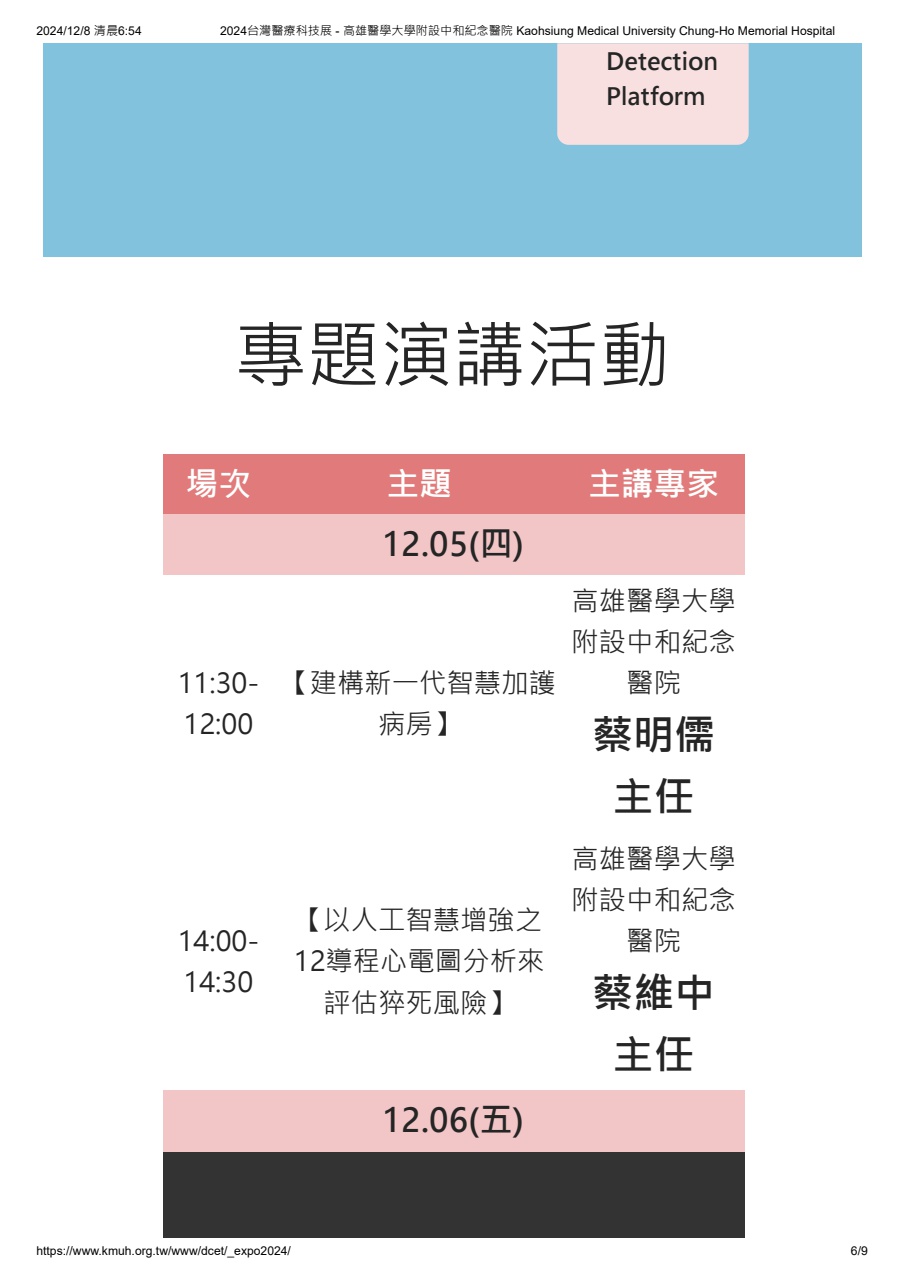 2024/12/8 清晨6:54
2024台灣醫療科技展 - 高雄醫學大學附設中和紀念醫院 Kaohsiung Medical University Chung-Ho Memorial Hospital
Detection
Platform
專題演講活動
場次 主題 主講專家
12.05(四)
11:30-
12:00
【建構新一代智慧加護
病房】
高雄醫學大學
附設中和紀念
醫院
蔡明儒
主任
14:00-
14:30
【以人工智慧增強之
12導程心電圖分析來
評估猝死風險】
高雄醫學大學
附設中和紀念
醫院
蔡維中
主任
12.06(五)
https://www.kmuh.org.tw/www/dcet/_expo2024/
6/9